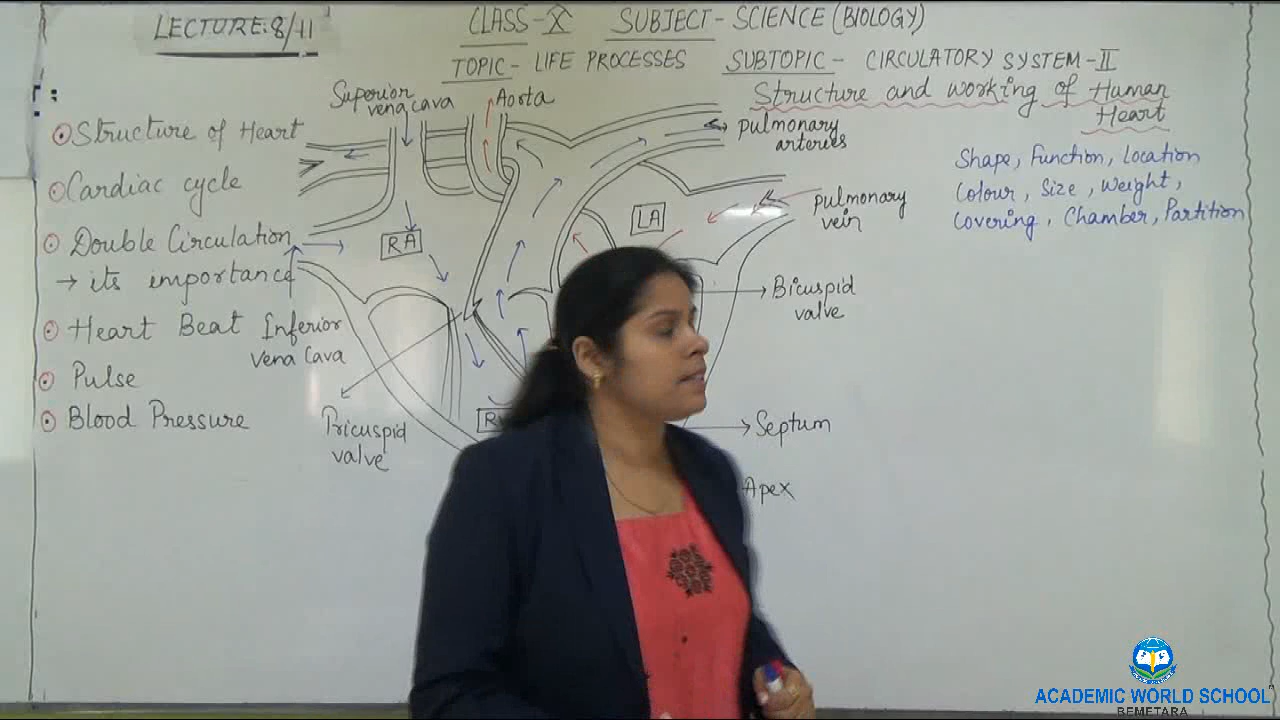 LECTURE:8/11
CLASS-X SUBJECT-SCIENCE (BIOLOGY)
TOPIC- LIFE PROCESSES SUBTOPIC- CIRCULATORY SYSTEM-II
Structure and working of Human
Heart
Structure of Heart
Cardiac cycle
Double Circulation
→ its importance
Heart Beat
Pulse
Blood Pressure
Superior
vena cava
Aorta
pulmonary
arteries
pulmonary
vein
LA
RA
Bicuspid
valve
Inferior
Vena Cava
Tricuspid
valve
Septum
Apex
Shape, Function, Location
Colour, Size, Weight,
Covering, Chamber, Partition
ACADEMIC WORLD SCHOOL
BEMETARA